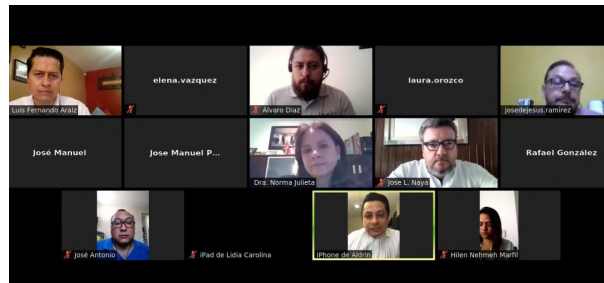 Luis Fernando Araiz
elena.vazquez
Alvaro Diaz
laura.orozco
josedejesus.ramirez
José Manuel
Jose Manuel P...
Dra. Norma Julieta
Jose L. Naya
Rafael González
José Antonio
iPad de Lidia Carolina
iPhone de Aldrin
Hilen Nehmeh Marfil